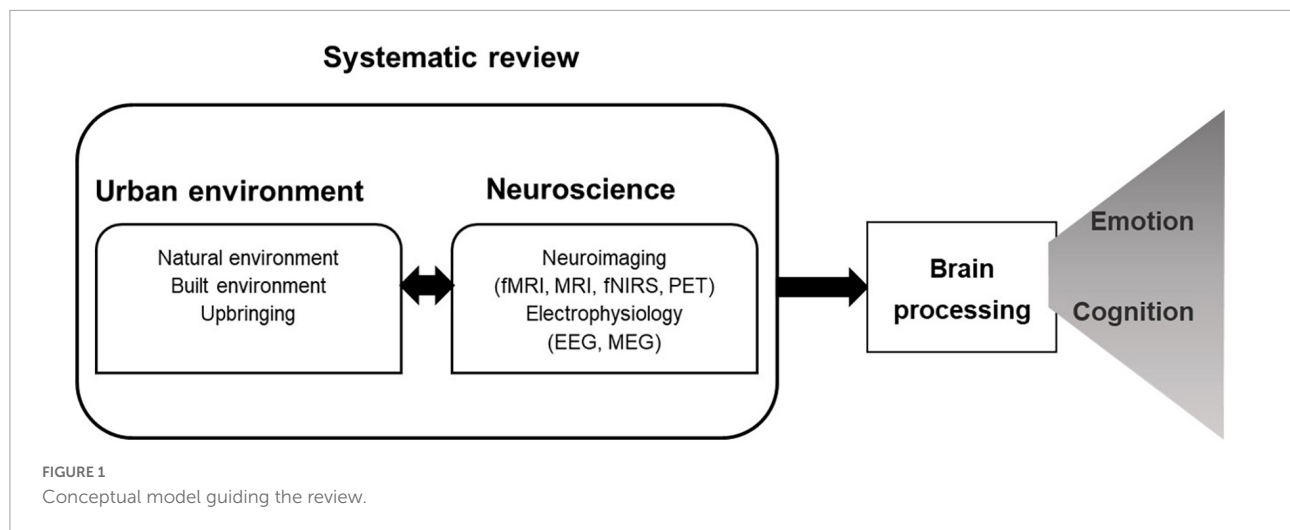 Systematic review
Urban environment
Natural environment
Built environment
Upbringing
Neuroscience
Neuroimaging
(fMRI, MRI, fNIRS, PET)
Electrophysiology
(EEG, MEG)
Brain
processing
Emotion
Cognition
FIGURE 1
Conceptual model guiding the review.